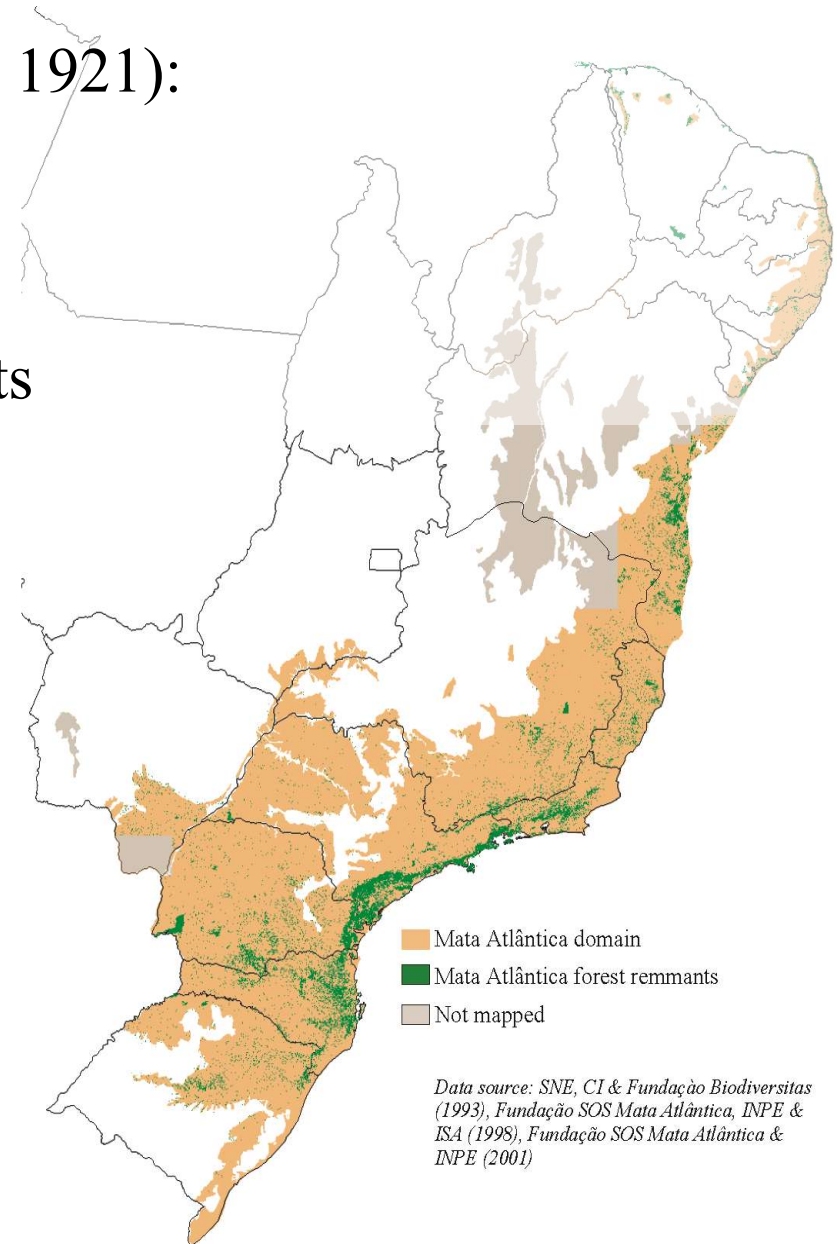 1921):
ts
Mata Atlântica domain
Mata Atlântica forest remmants
Not mapped
Data source: SNE, CI & Fundaçào Biodiversitas
(1993), Fundação SOS Mata Atlântica, INPE &
ISA (1998), Fundação SOS Mata Atlântica &
INPE (2001)